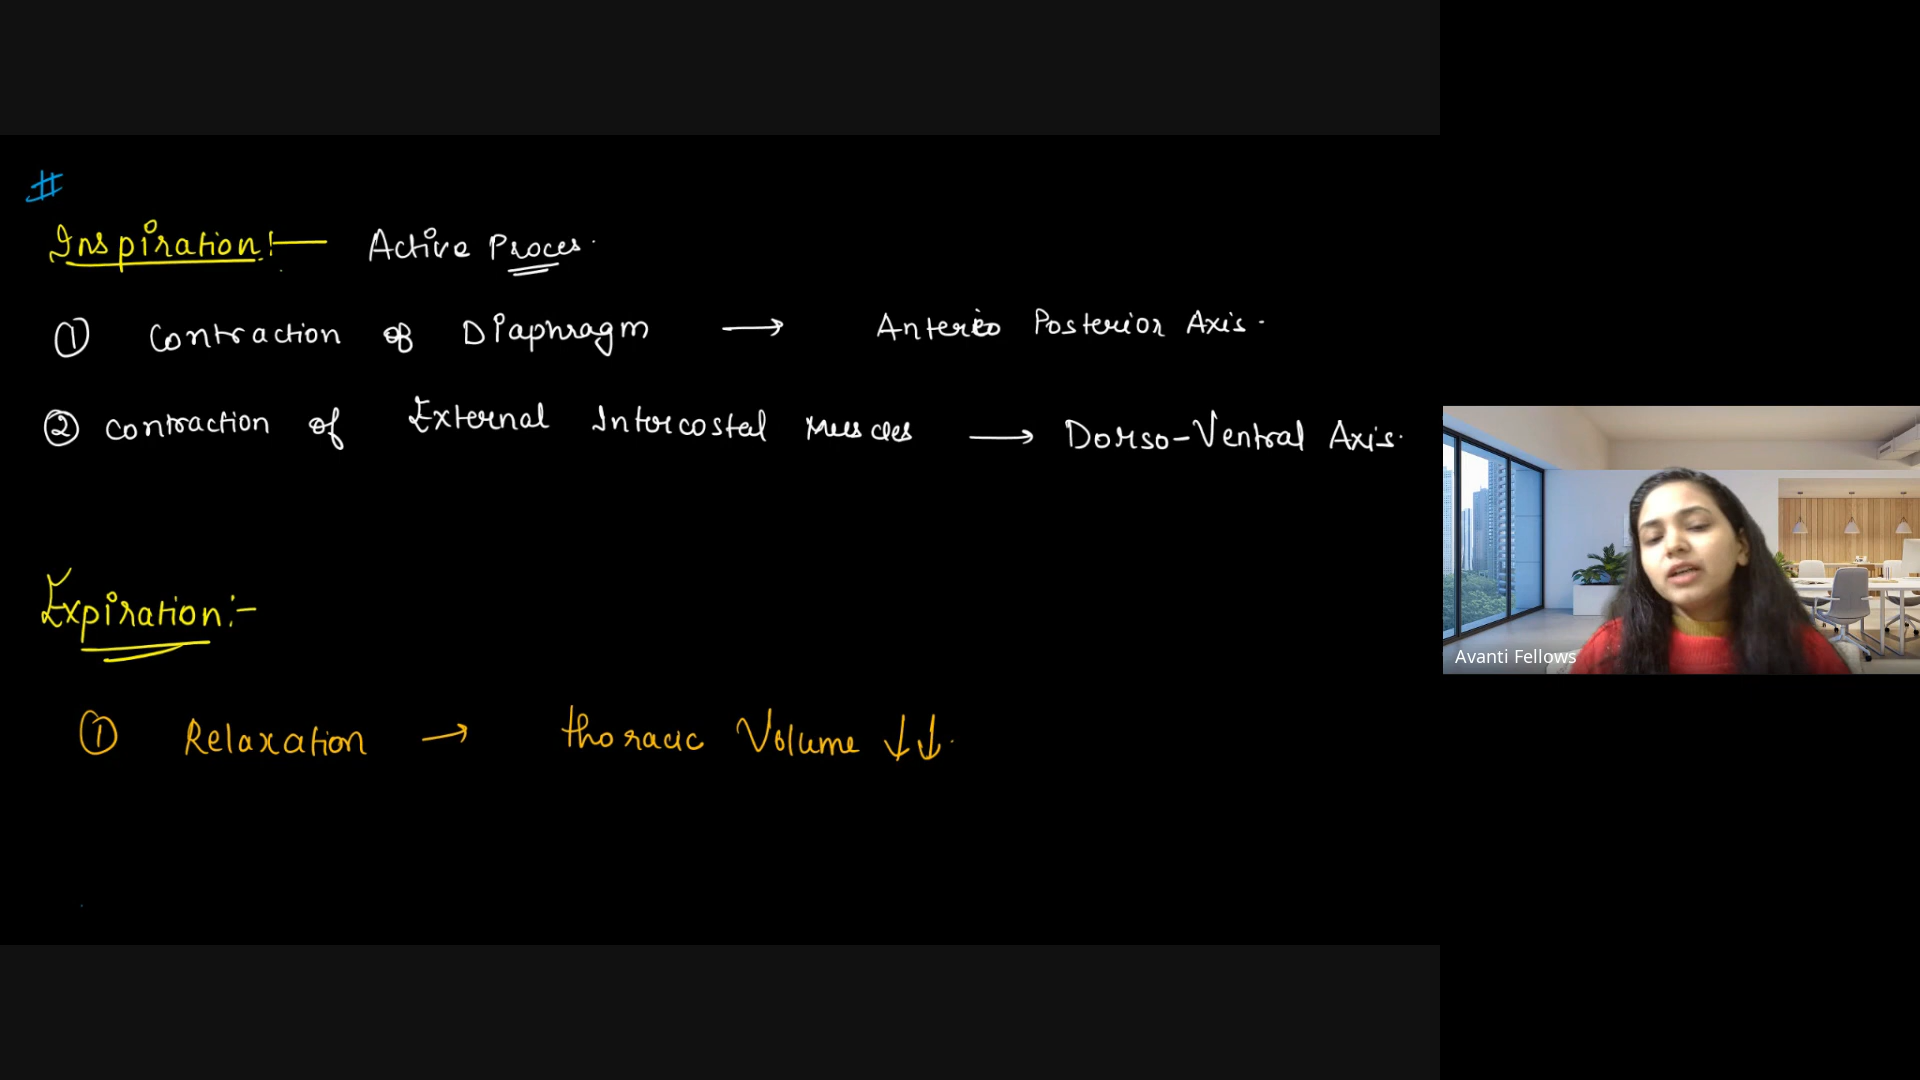 #
Inspiration:— Active Proces.
① Contraction of Diaphragm → Anterio Posterior Axis.
② Contraction of External Intercostal Muscles → Dorso-Ventral Axis.
Expiration:-
① Relaxation → thoracic Volume ↓↓.
Avanti Fellows